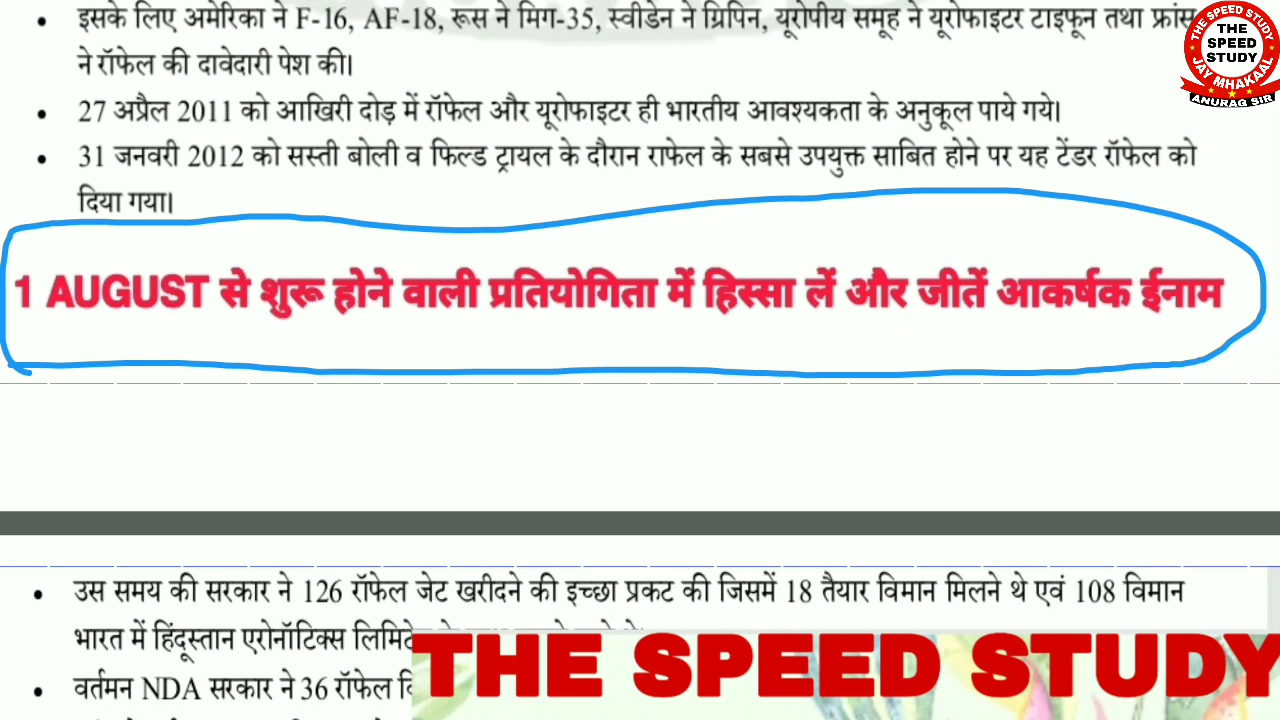 इसके लिए अमेरिका ने F-16, AF-18, रूस ने मिग-35, स्वीडेन ने ग्रिपिन, यूरोपीय समूह ने यूरोफाइटर टाइफून तथा फ्रांस
ने रॉफेल की दावेदारी पेश की।
27 अप्रैल 2011 को आखिरी दोड़ में रॉफेल और यूरोफाइटर ही भारतीय आवश्यकता के अनुकूल पाये गये।
31 जनवरी 2012 को सस्ती बोली व फिल्ड ट्रायल के दौरान राफेल के सबसे उपयुक्त साबित होने पर यह टेंडर रॉफेल को
दिया गया।
THE SPEED STUDY
THE
SPEED
STUDY
JAY MHAKAAL
ANURAG SIR
1 AUGUST से शुरू होने वाली प्रतियोगिता में हिस्सा लें और जीतें आकर्षक ईनाम
उस समय की सरकार ने 126 रॉफेल जेट खरीदने की इच्छा प्रकट की जिसमें 18 तैयार विमान मिलने थे एवं 108 विमान
भारत में हिंदूस्तान एरोनॉटिक्स
वर्तमन NDA सरकार ने 36 रॉफेल
THE SPEED STUDY